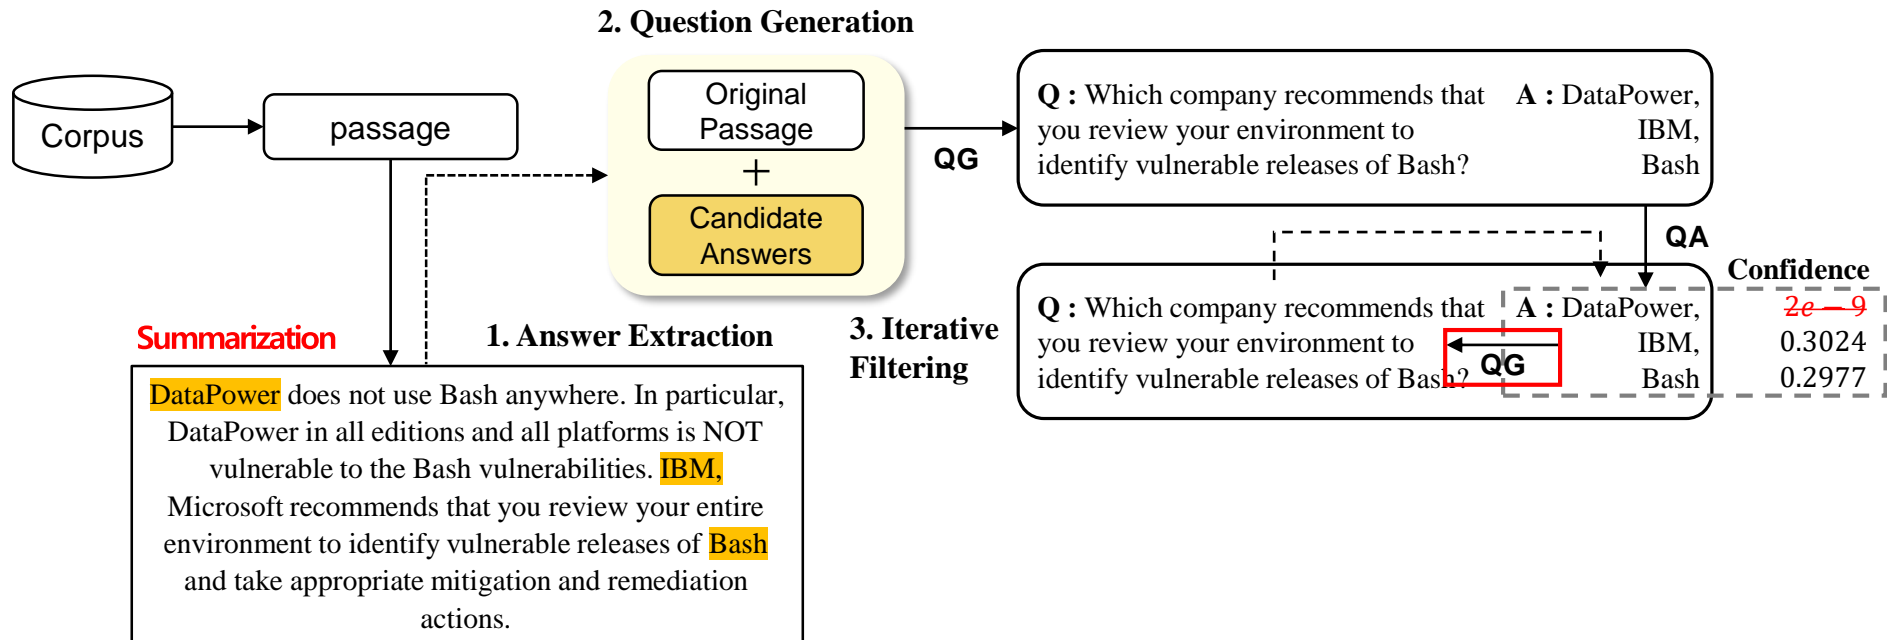 2. Question Generation
Corpus
passage
Original
Passage
+
Candidate
Answers
QG
Q : Which company recommends that
you review your environment to
identify vulnerable releases of Bash?
A : DataPower,
IBM,
Bash
QA
Summarization
1. Answer Extraction
DataPower does not use Bash anywhere. In particular,
DataPower in all editions and all platforms is NOT
vulnerable to the Bash vulnerabilities. IBM,
Microsoft recommends that you review your entire
environment to identify vulnerable releases of Bash
and take appropriate mitigation and remediation
actions.
3. Iterative
Filtering
Q : Which company recommends that
you review your environment to
identify vulnerable releases of Bash?
QG
A : DataPower,
IBM,
Bash
Confidence
2e − 9
0.3024
0.2977